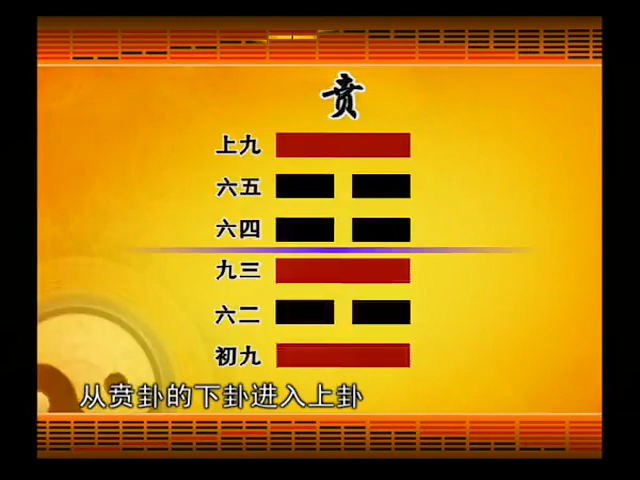 贲
上九
六五
六四
九三
六二
初九
从贲卦的下卦进入上卦